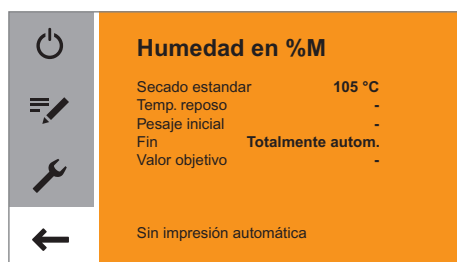 Humedad en %M
Secado estandar 105 °C
Temp. reposo -
Pesaje inicial -
Fin Totalmente autom.
Valor objetivo -
Sin impresión automática